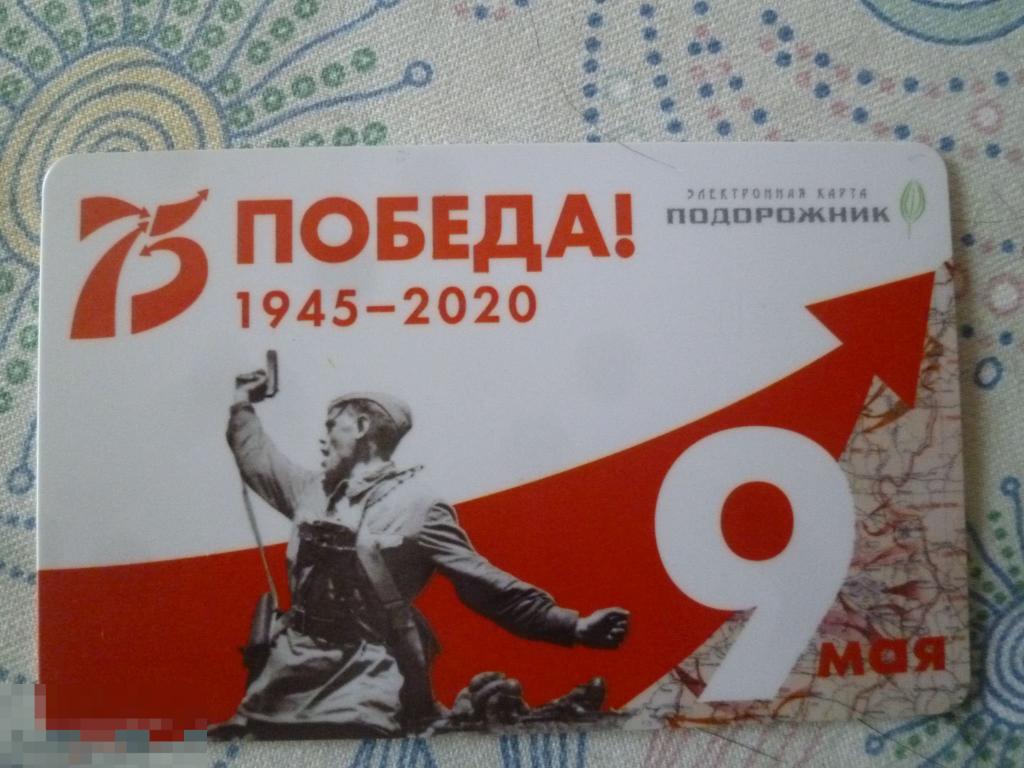 75 ПОБЕДА!
1945–2020
ЭЛЕКТРОННАЯ КАРТА
ПОДОРОЖНИК
9
мая